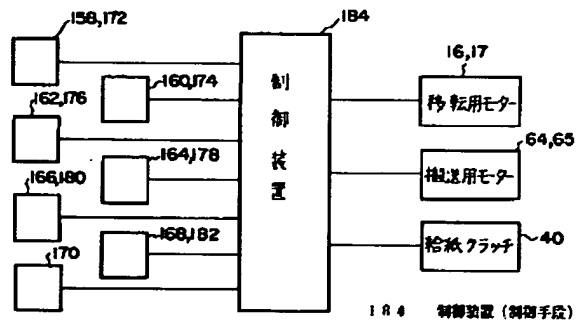 158,172
184
160,174
162,176
164,178
166,180
168,182
170
制御装置
16,17
移転用モーター
64,65
搬送用モーター
給紙クラッチ
40
184 制御装置(制御手段)